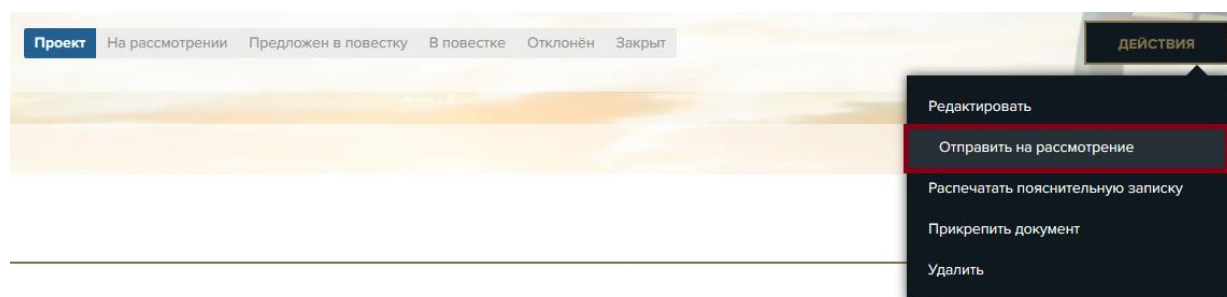 Проект На рассмотрении Предложен в повестку В повестке Отклонён Закрыт
ДЕЙСТВИЯ
Редактировать
Отправить на рассмотрение
Распечатать пояснительную записку
Прикрепить документ
Удалить